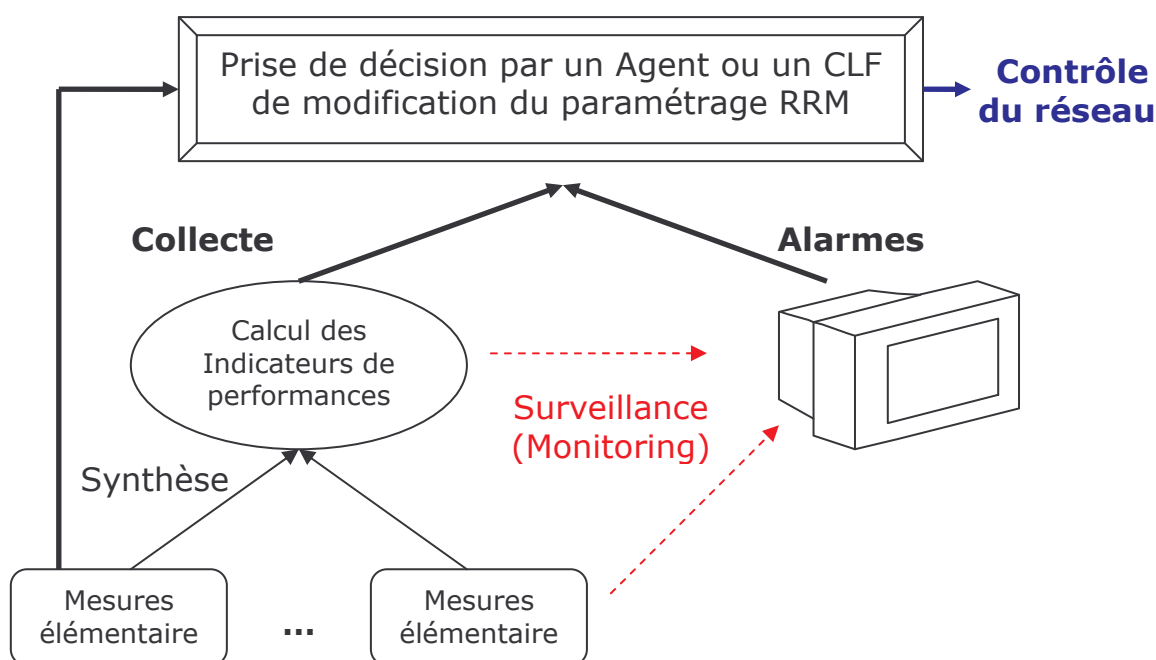 Prise de décision par un Agent ou un CLF
de modification du paramétrage RRM
Contrôle
du réseau
Collecte
Alarmes
Calcul des
Indicateurs de
performances
Surveillance
(Monitoring)
Synthèse
Mesures
élémentaire
...
Mesures
élémentaire